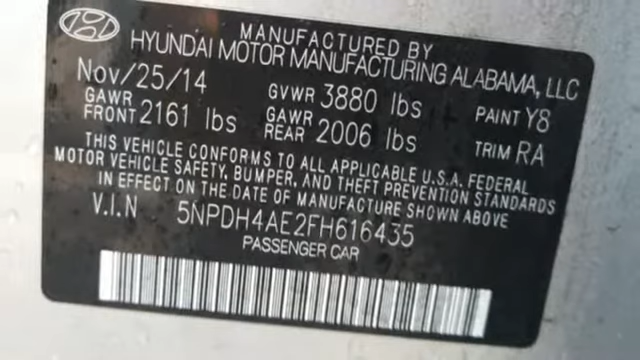 MANUFACTURED BY
HYUNDAI MOTOR MANUFACTURING ALABAMA, LLC
Nov/25/14 GVWR 3880 lbs PAINT Y8
GAWR FRONT 2161 lbs GAWR REAR 2006 lbs TRIM RA
THIS VEHICLE CONFORMS TO ALL APPLICABLE U.S.A. FEDERAL
MOTOR VEHICLE SAFETY, BUMPER, AND THEFT PREVENTION STANDARDS
IN EFFECT ON THE DATE OF MANUFACTURE SHOWN ABOVE
V.I.N 5NPDH4AE2FH616435
PASSENGER CAR